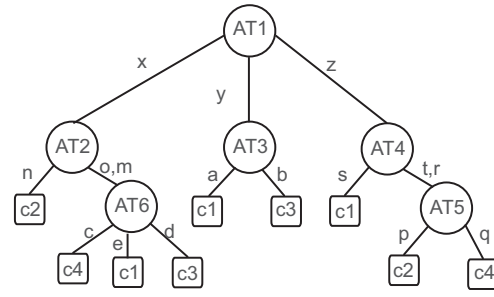 AT1
x
y
z
AT2
AT3
AT4
n
o,m
a
b
s
t,r
c2
AT6
c1
c3
c1
AT5
c
e
d
p
q
c4
c1
c3
c2
c4